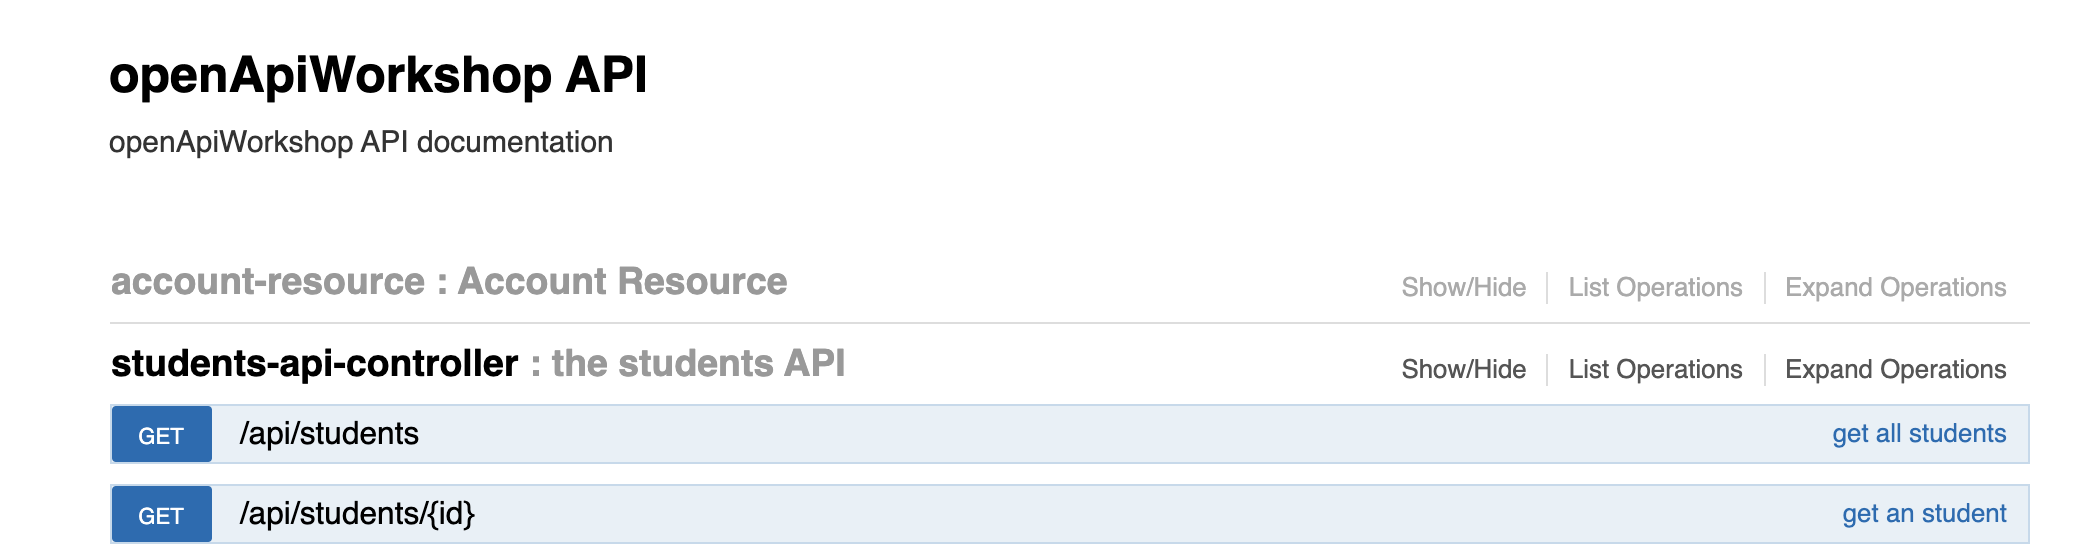 openApiWorkshop API
openApiWorkshop API documentation
account-resource : Account Resource Show/Hide List Operations Expand Operations
students-api-controller : the students API Show/Hide List Operations Expand Operations
GET /api/students get all students
GET /api/students/{id} get an student